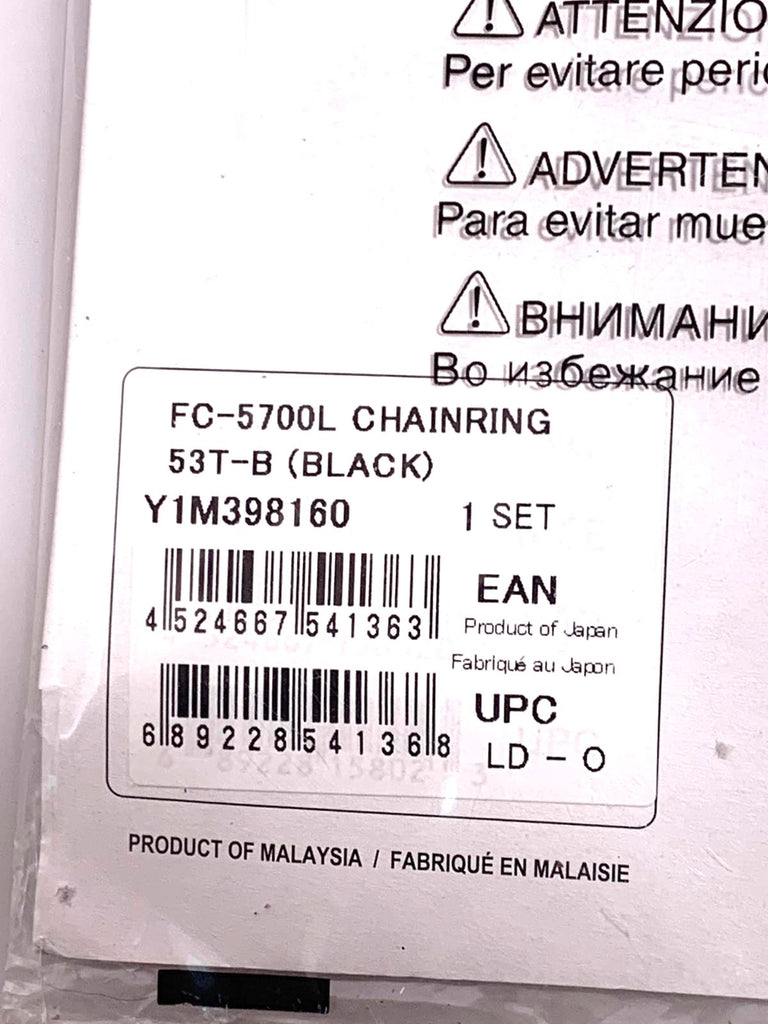 ATTENZIO
Per evitare peric
ADVERTEN
Para evitar mue
ВНИМАНИ
Во избежание
FC-5700L CHAINRING
53T-B (BLACK)
Y1M398160 1 SET
EAN
4 524667 541363
Product of Japan
Fabriqué au Japon
UPC
6 89228 54136 8
LD - O
PRODUCT OF MALAYSIA / FABRIQUÉ EN MALAISIE